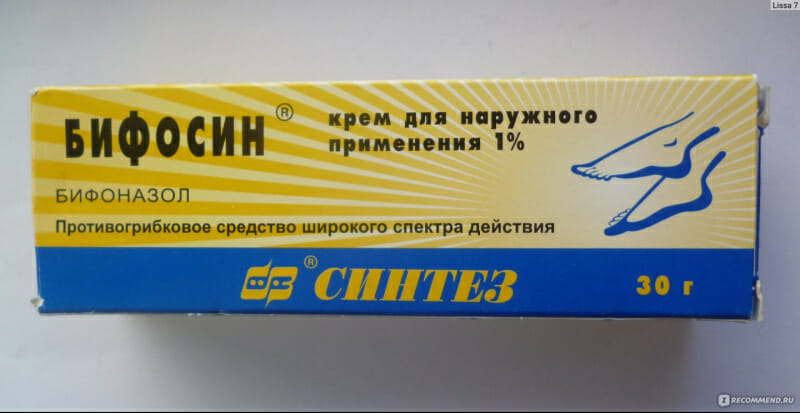 Lissa 7
БИФОСИН®
крем для наружного
применения 1%
БИФОНАЗОЛ
Противогрибковое средство широкого спектра действия
® СИНТЕЗ
30 г
RECOMMEND.RU